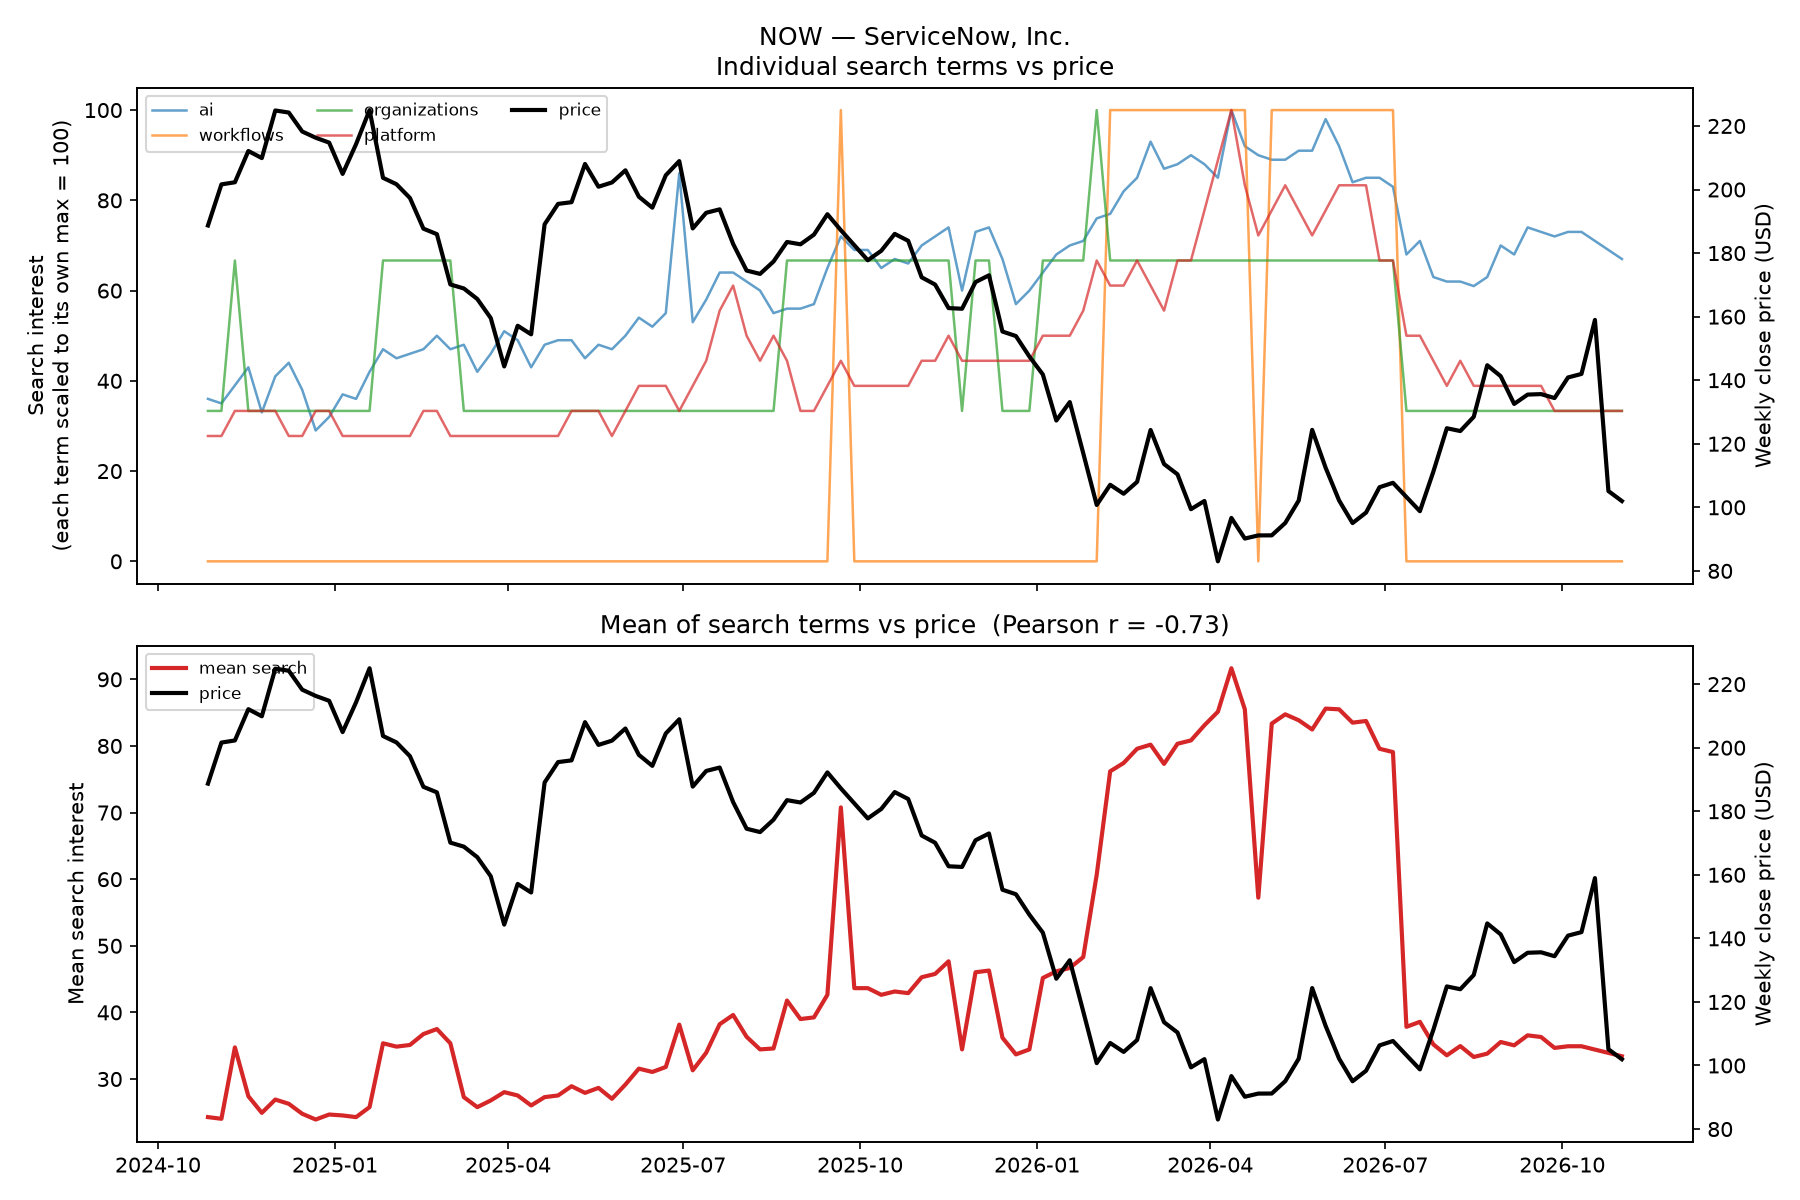 NOW — ServiceNow, Inc.
Individual search terms vs price
ai
workflows
organizations
platform
price
100
80
60
40
20
0
Search interest
(each term scaled to its own max = 100)
220
200
180
160
140
120
100
80
Weekly close price (USD)
Mean of search terms vs price (Pearson r = -0.73)
mean search
price
90
80
70
60
50
40
30
Mean search interest
220
200
180
160
140
120
100
80
Weekly close price (USD)
2024-10 2025-01 2025-04 2025-07 2025-10 2026-01 2026-04 2026-07 2026-10